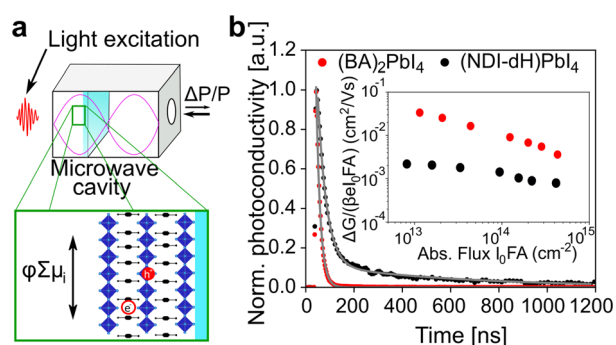 a
Light excitation
ΔP/P
Microwave
cavity
φΣμᵢ
h⁺
e⁻
b
Norm. photoconductivity [a.u.]
1.2
1.0
0.8
0.6
0.4
0.2
0.0
0 200 400 600 800 1000 1200
Time [ns]
(BA)₂PbI₄ (NDI-dH)PbI₄
ΔG/(βeI₀FA) (cm²/Vs)
10⁻¹
10⁻²
10⁻³
10⁻⁴
10¹³ 10¹⁴ 10¹⁵
Abs. Flux I₀FA (cm⁻²)